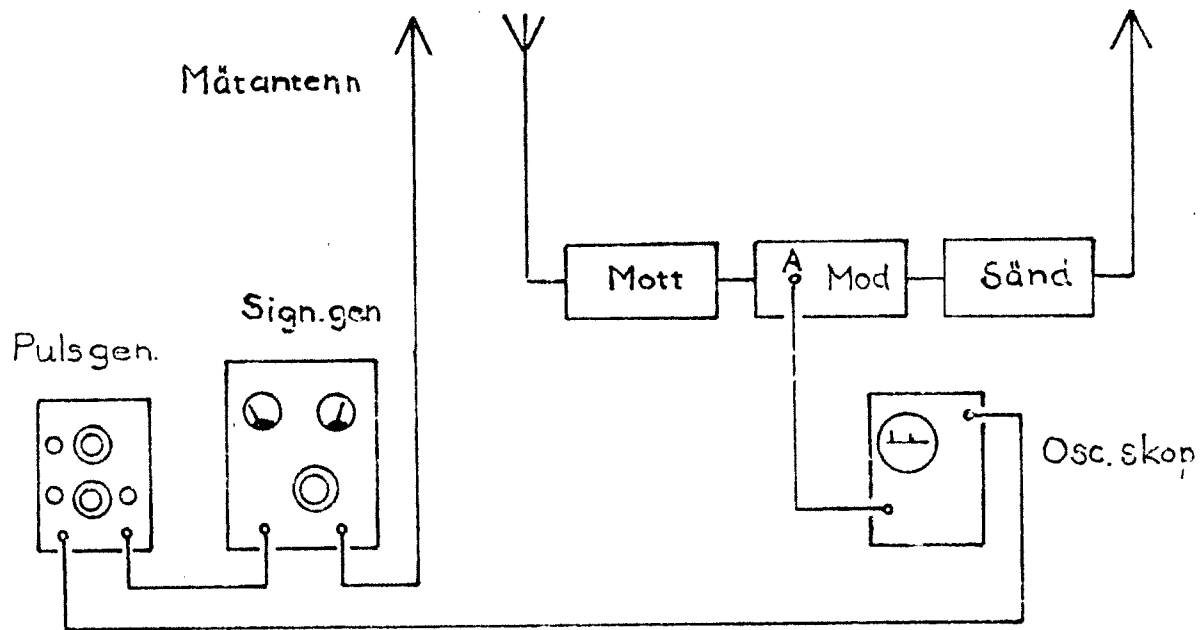 Mätantenn
Mott
A
Mod
Sänd
Sign.gen
Pulsgen.
Osc.skop